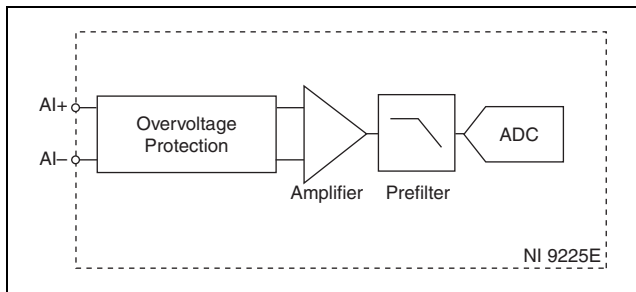 AI+
AI–
Overvoltage
Protection
Amplifier
Prefilter
ADC
NI 9225E